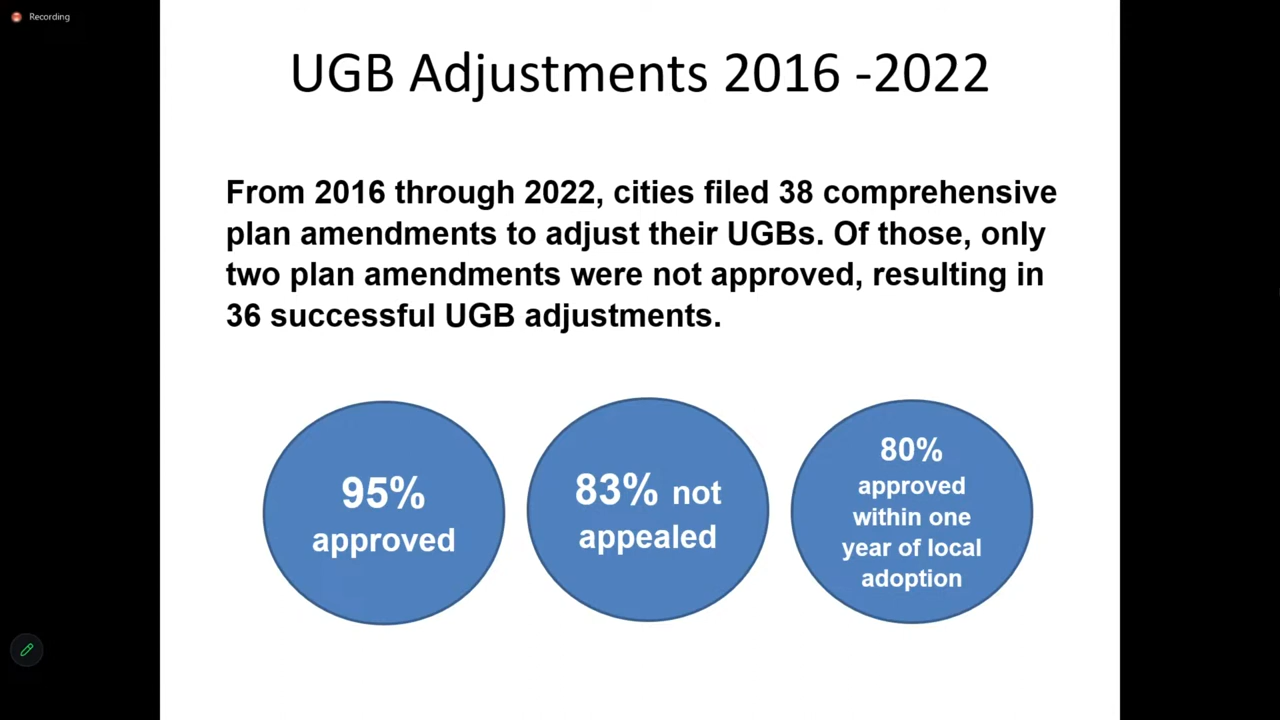 Recording
UGB Adjustments 2016 -2022
From 2016 through 2022, cities filed 38 comprehensive
plan amendments to adjust their UGBs. Of those, only
two plan amendments were not approved, resulting in
36 successful UGB adjustments.
95%
approved
83% not
appealed
80%
approved
within one
year of local
adoption